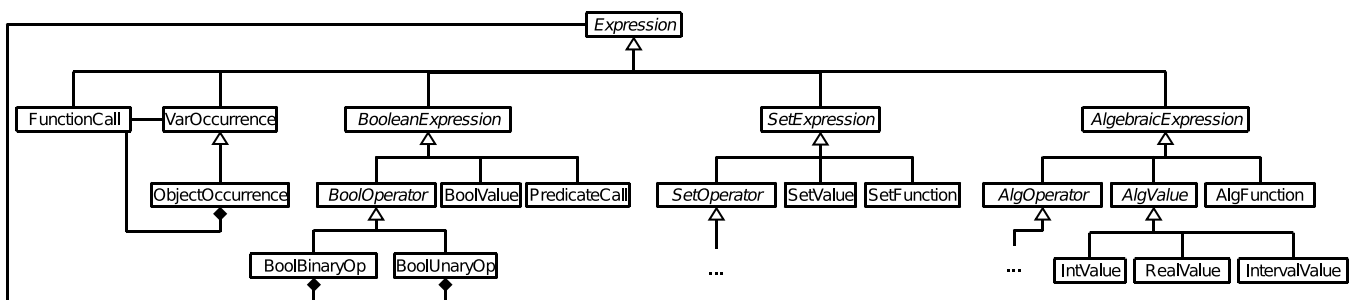 Expression
FunctionCall VarOccurrence BooleanExpression SetExpression AlgebraicExpression
ObjectOccurrence BoolOperator BoolValue PredicateCall SetOperator SetValue SetFunction AlgOperator AlgValue AlgFunction
BoolBinaryOp BoolUnaryOp ... ... IntValue RealValue IntervalValue